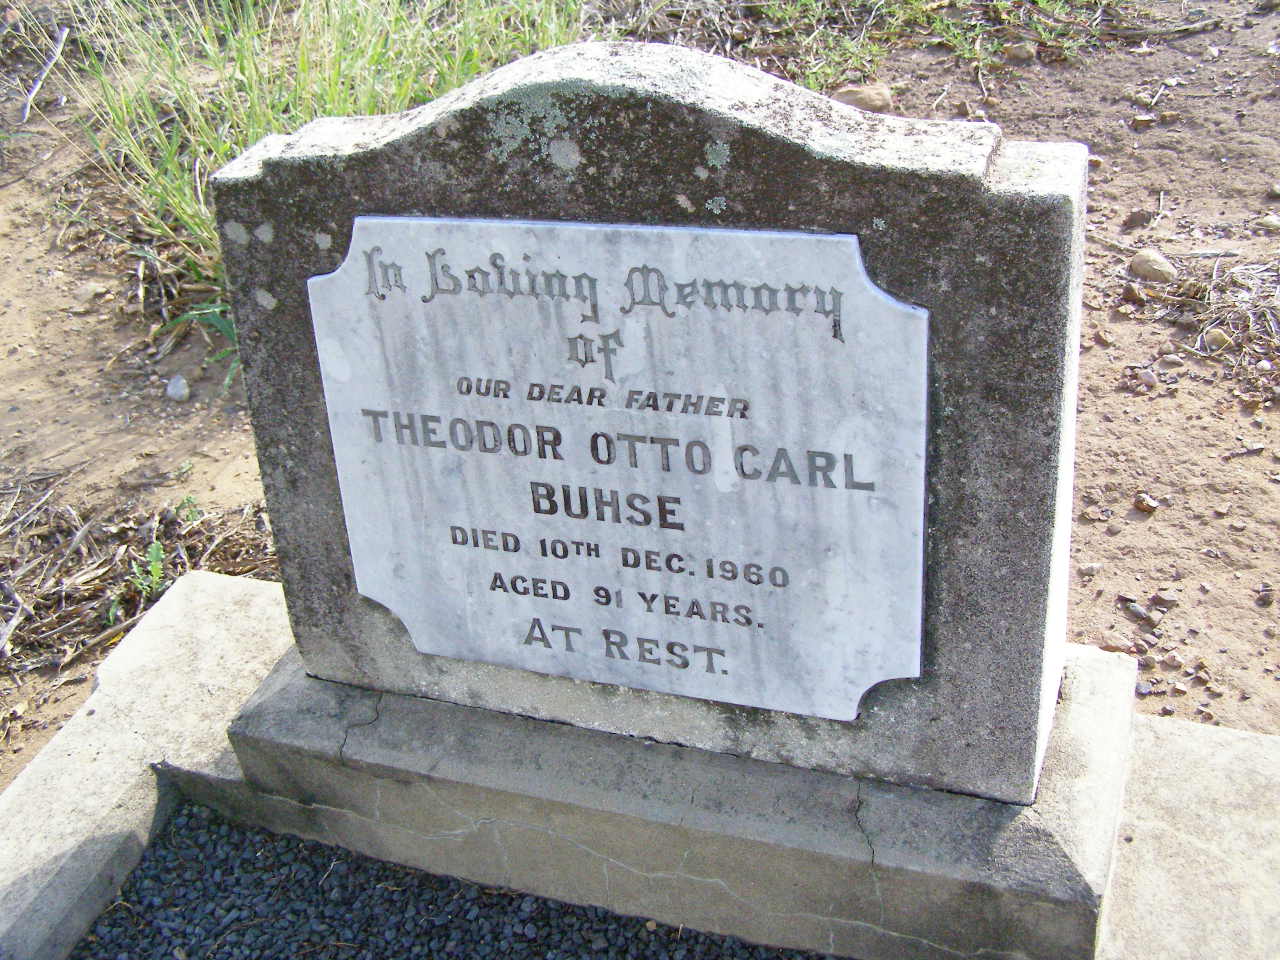 In Loving Memory
of
OUR DEAR FATHER
THEODOR OTTO CARL
BUHSE
DIED 10TH DEC. 1960
AGED 91 YEARS.
AT REST.